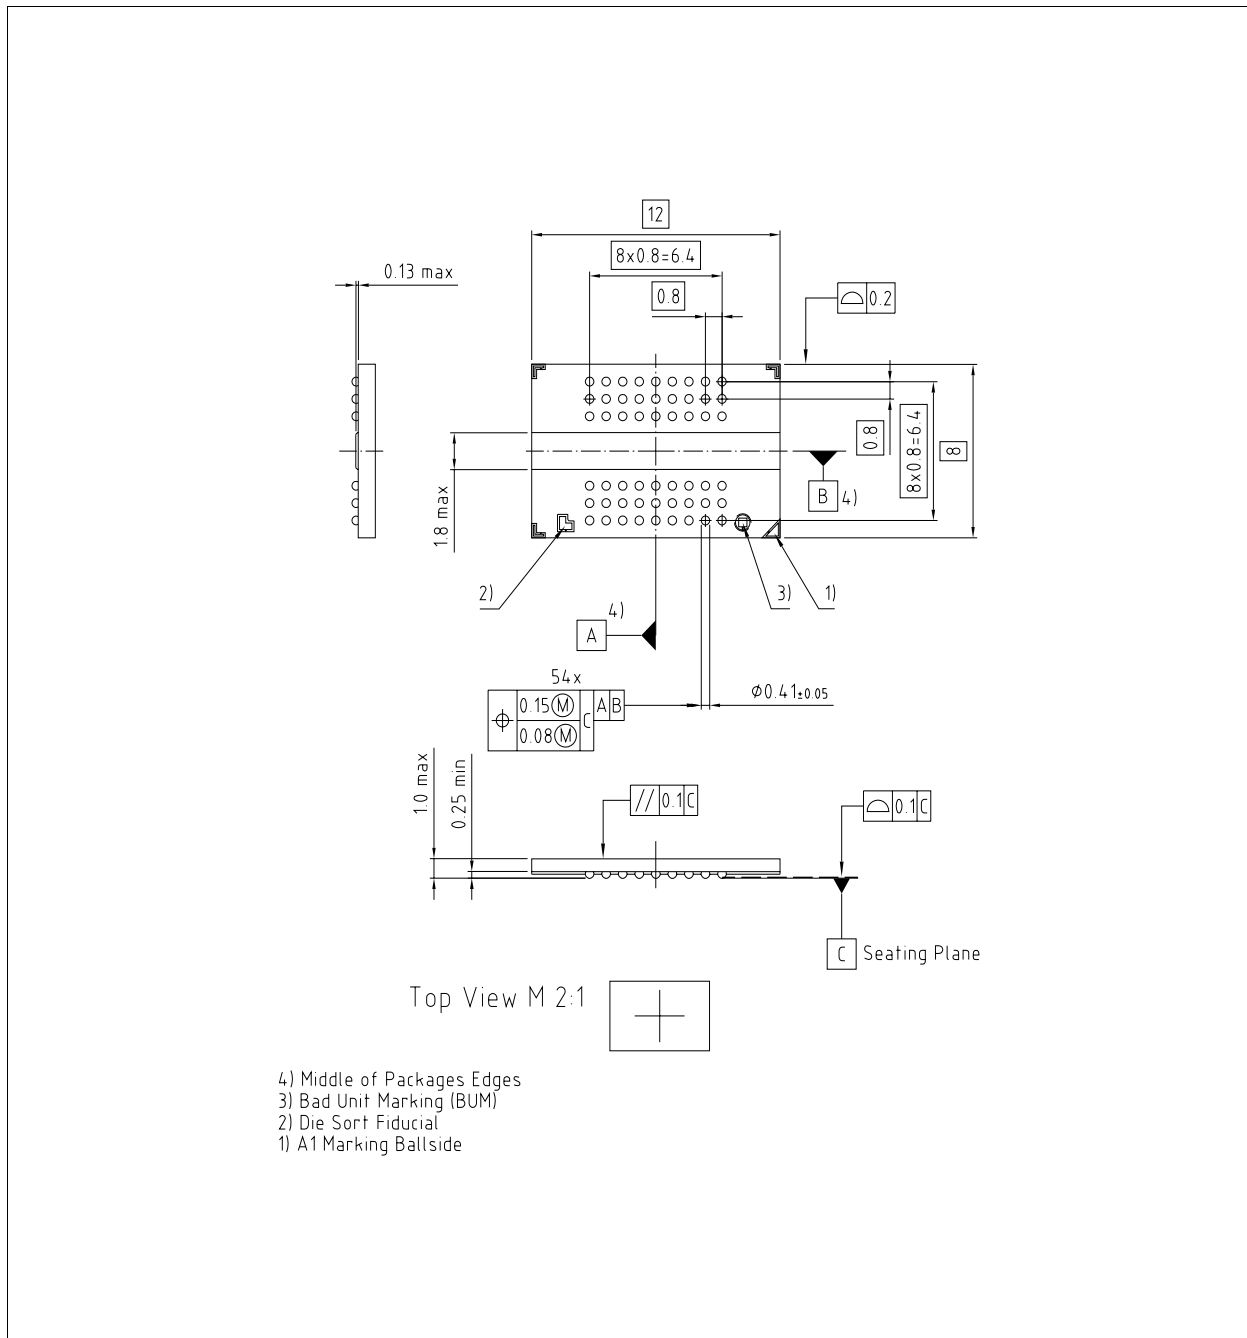 12
8x0.8=6.4
0.13 max
0.8
0.2
0.8
8x0.8=6.4
8
1.8 max
B 4)
2)
3)
1)
4)
A
54x
0.15 M C A B
0.08 M
Ø0.41±0.05
1.0 max
0.25 min
// 0.1 C
0.1 C
C Seating Plane
Top View M 2:1
4) Middle of Packages Edges
3) Bad Unit Marking (BUM)
2) Die Sort Fiducial
1) A1 Marking Ballside